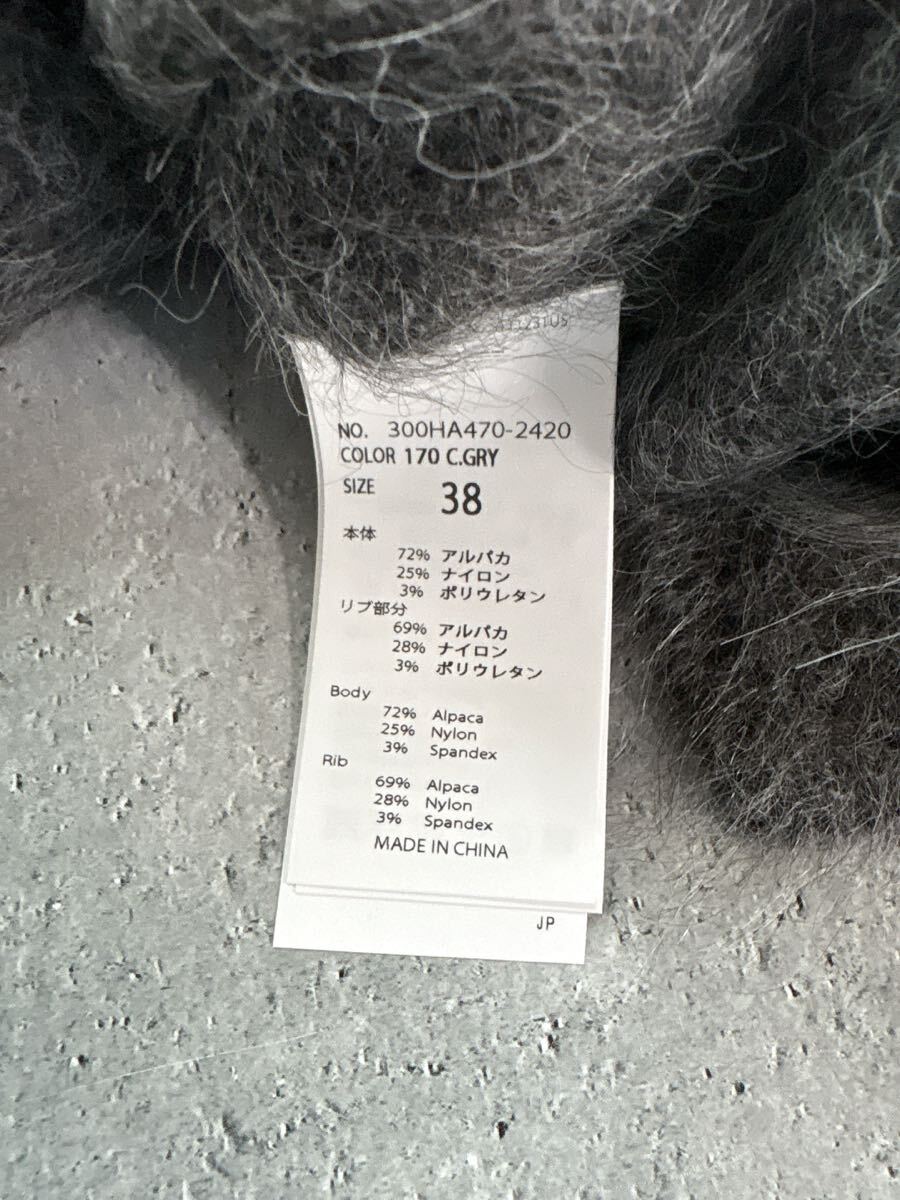 NO. 300HA470-2420
COLOR 170 C.GRY
SIZE 38
本体
72% アルパカ
25% ナイロン
3% ポリウレタン
リブ部分
69% アルパカ
28% ナイロン
3% ポリウレタン
Body
72% Alpaca
25% Nylon
3% Spandex
Rib
69% Alpaca
28% Nylon
3% Spandex
MADE IN CHINA
JP